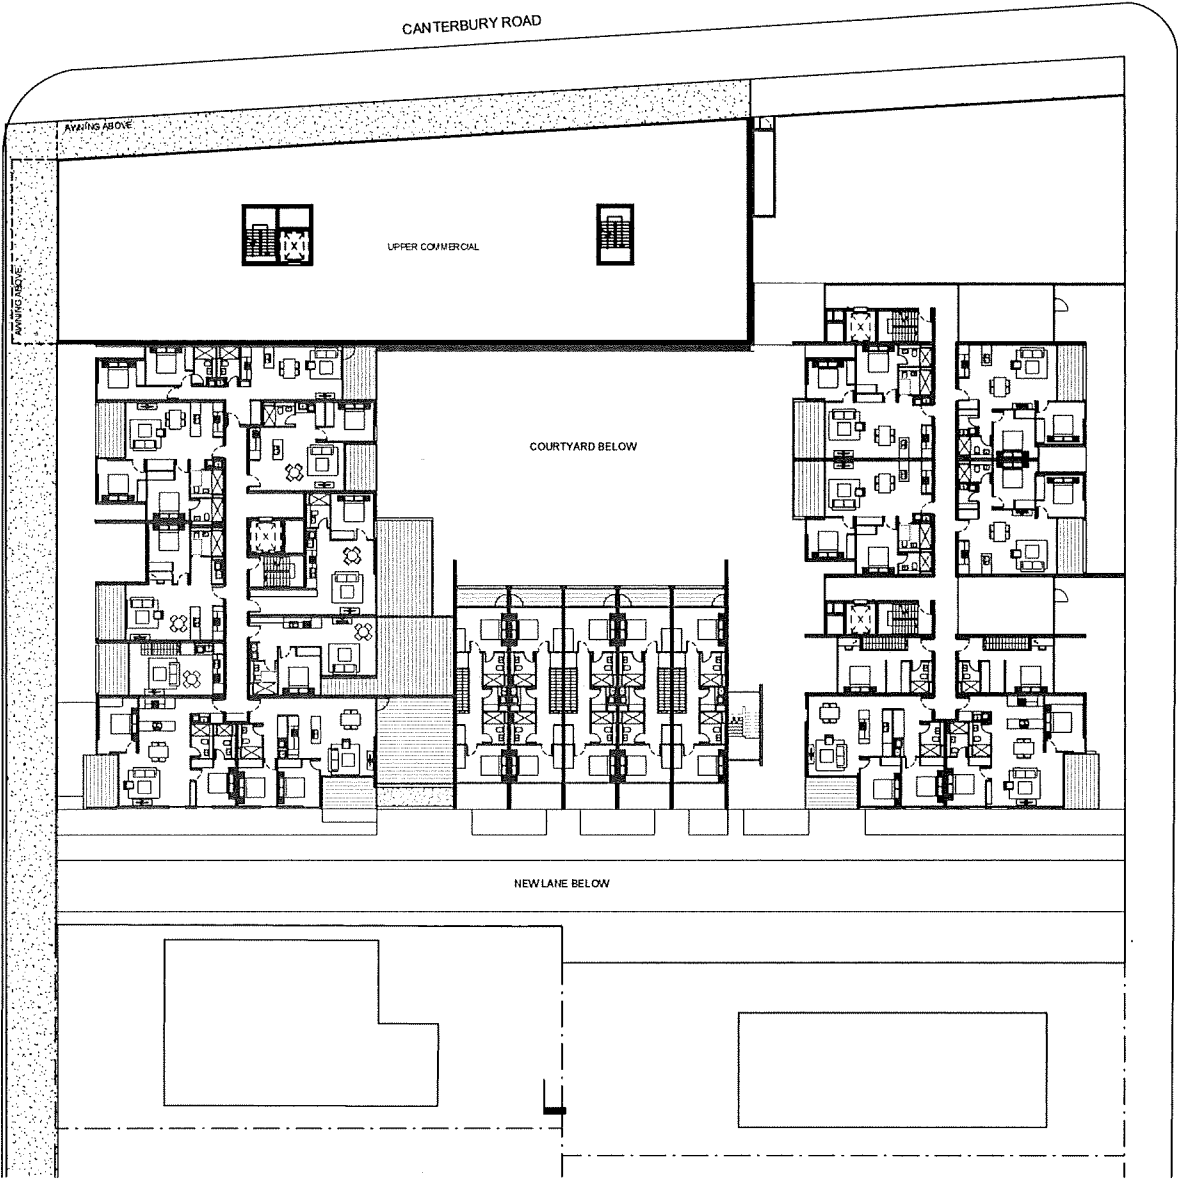 CANTERBURY ROAD
AWNING ABOVE
UPPER COMMERCIAL
AWNING ABOVE
COURTYARD BELOW
NEW LANE BELOW